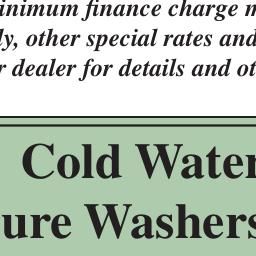 inimum finance charge m
ly, other special rates and
r dealer for details and ot
Cold Water
ure Washers